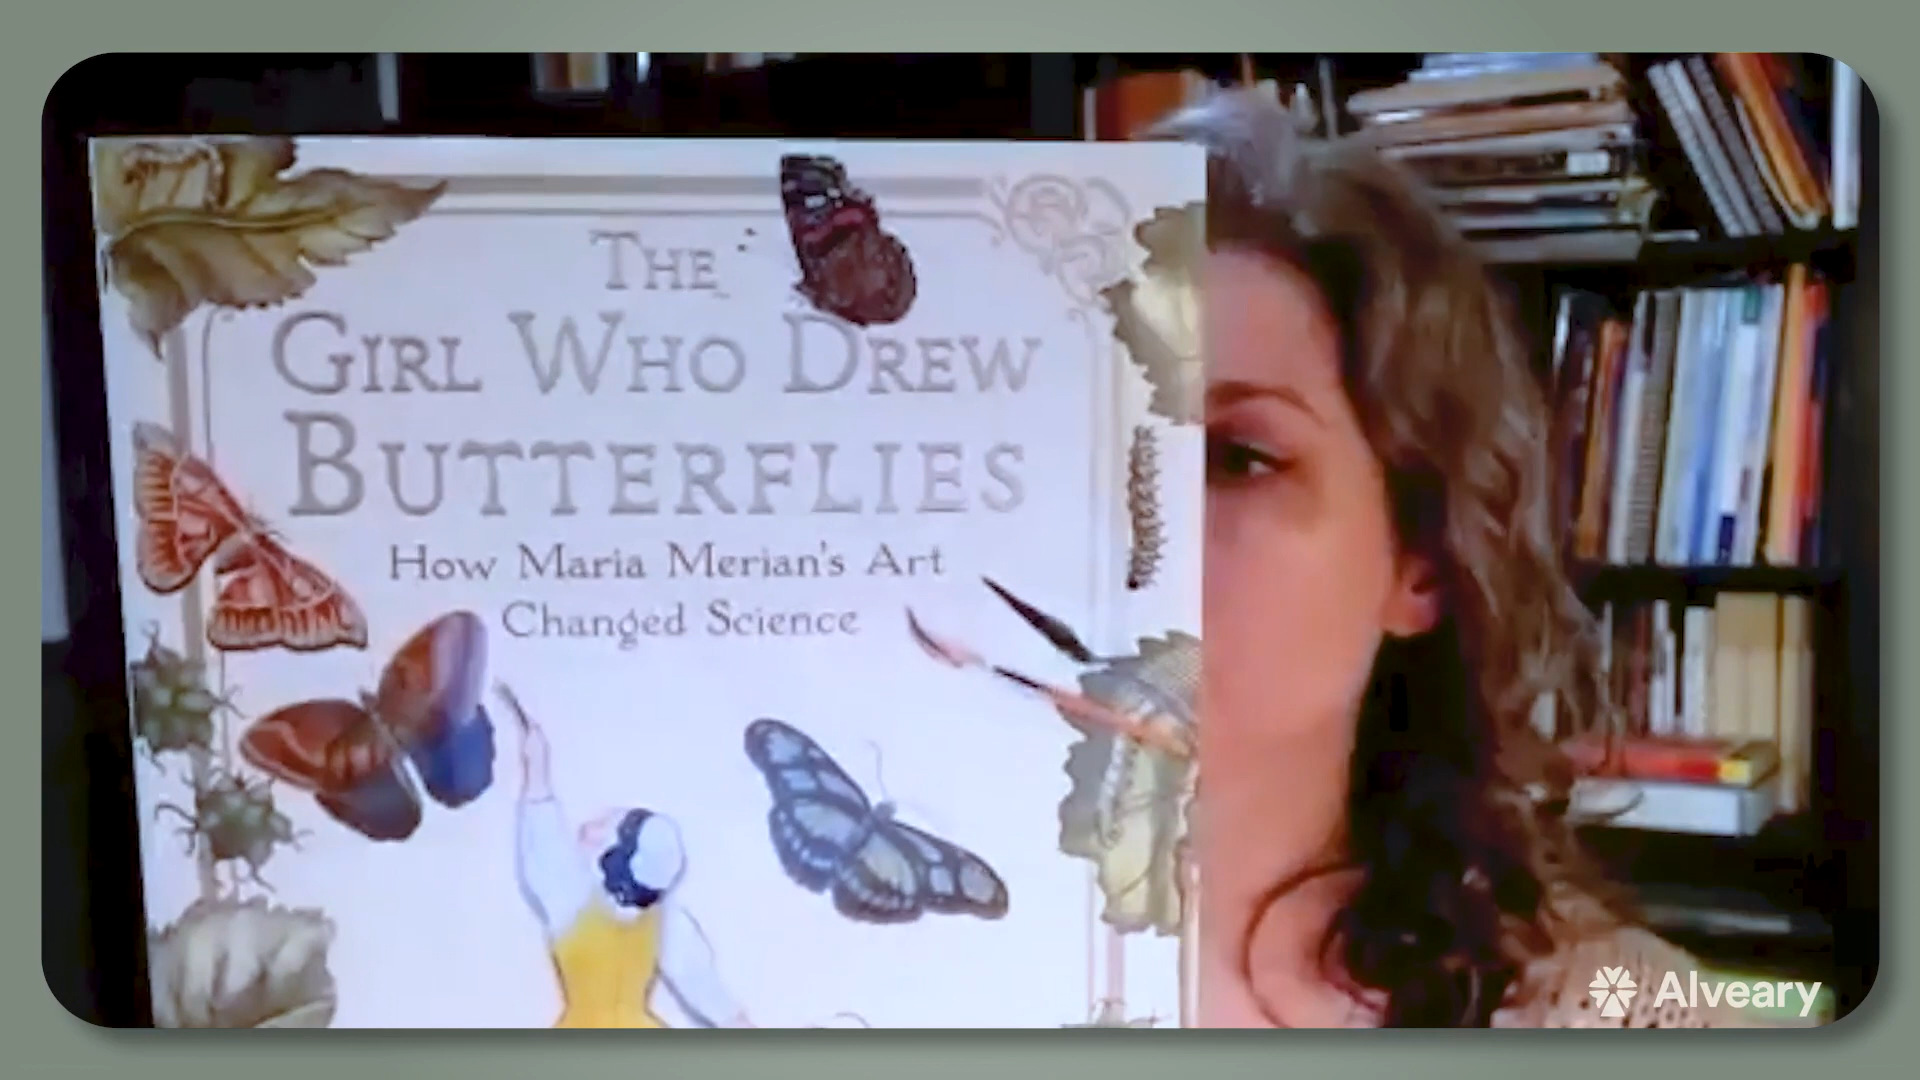 The
Girl Who Drew
Butterflies
How Maria Merian's Art
Changed Science
Alveary